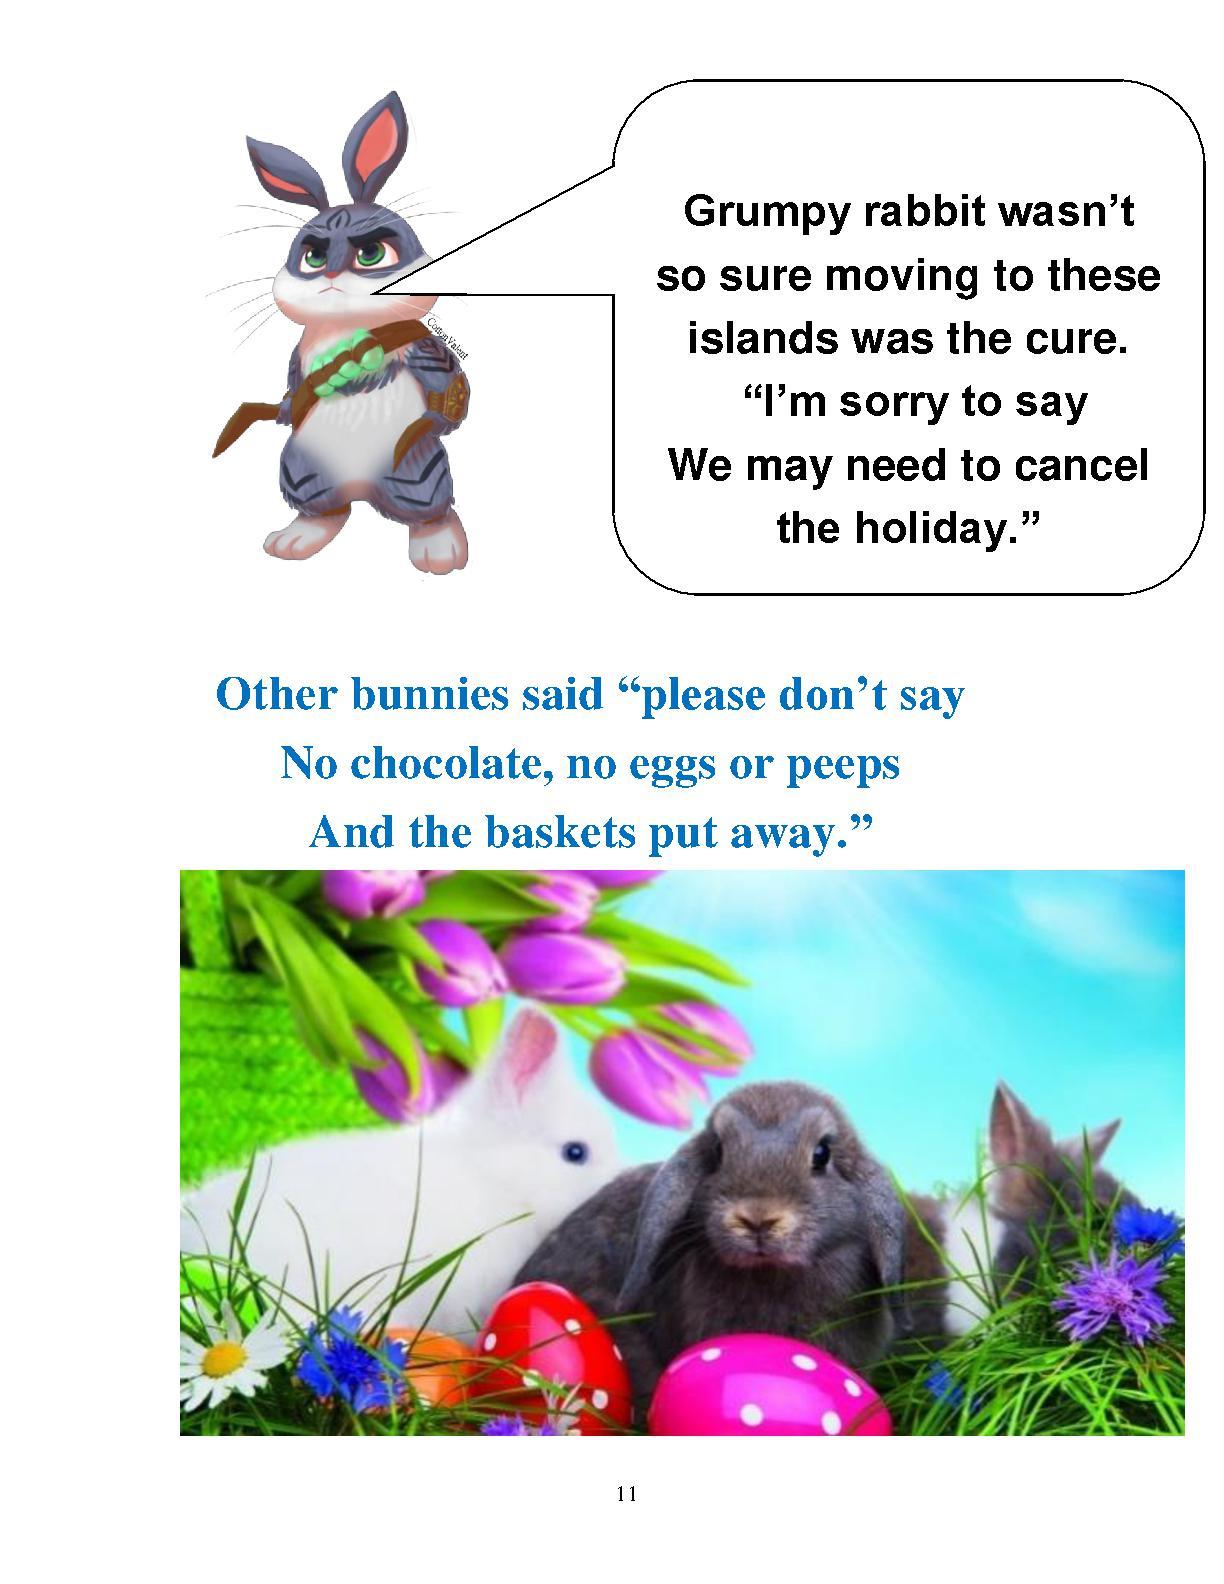 Grumpy rabbit wasn’t
so sure moving to these
islands was the cure.
“I’m sorry to say
We may need to cancel
the holiday.”
CottonValent
Other bunnies said “please don’t say
No chocolate, no eggs or peeps
And the baskets put away.”
11